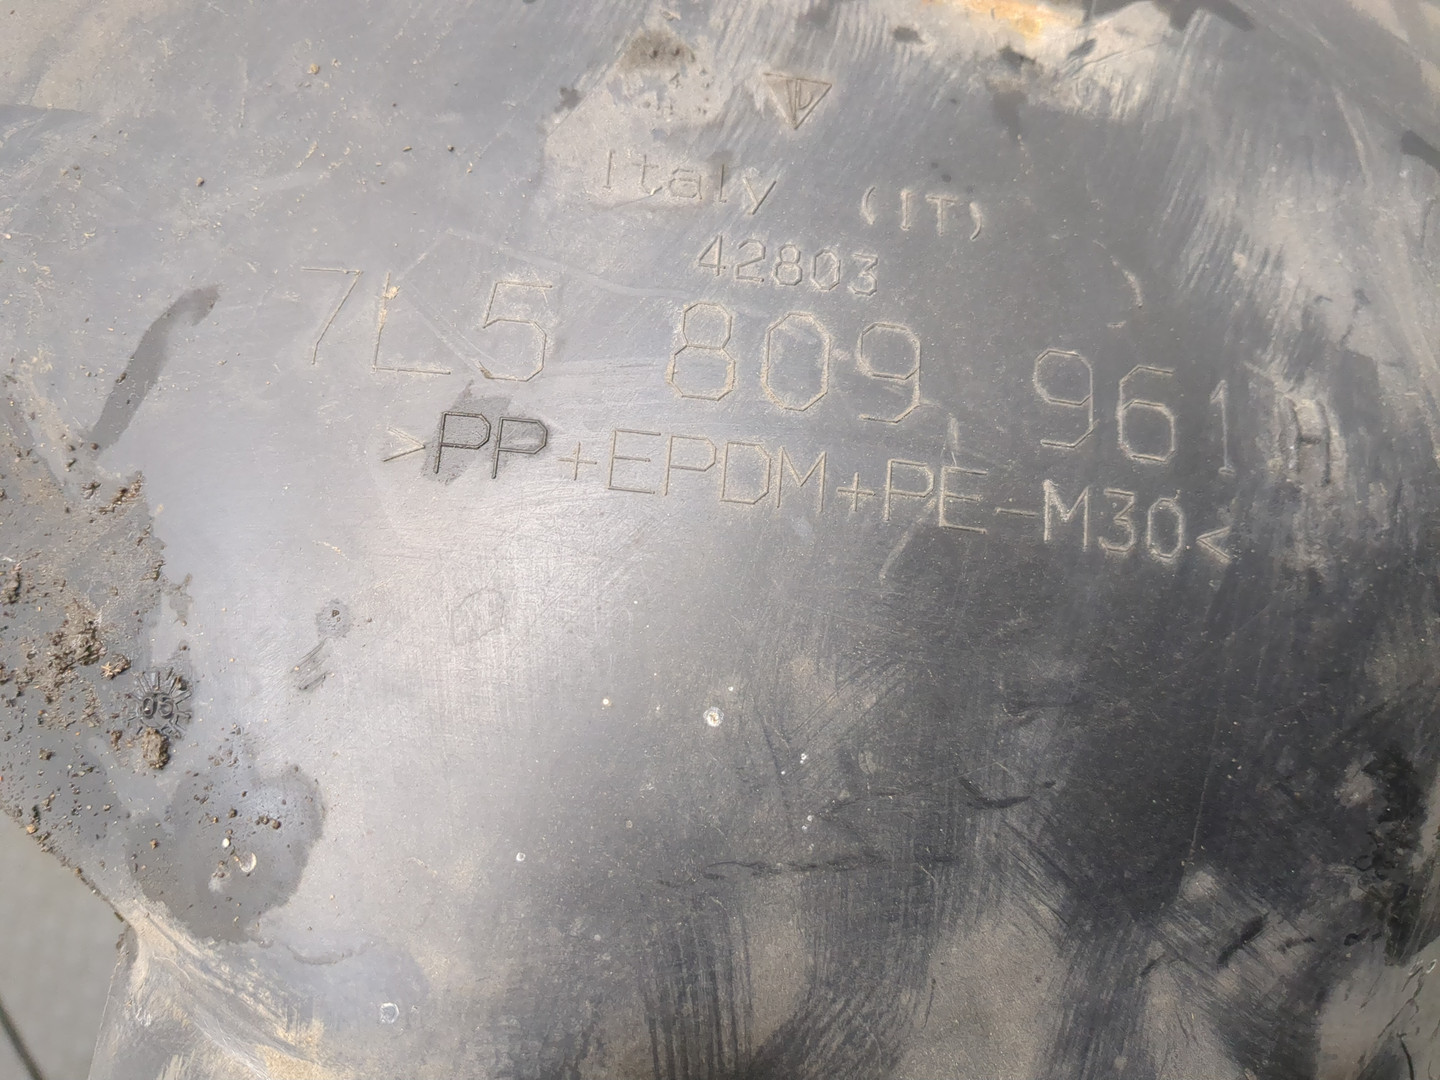 Italy (IT)
42803
7L5 809 961 H
>PP+EPDM+PE-M30<